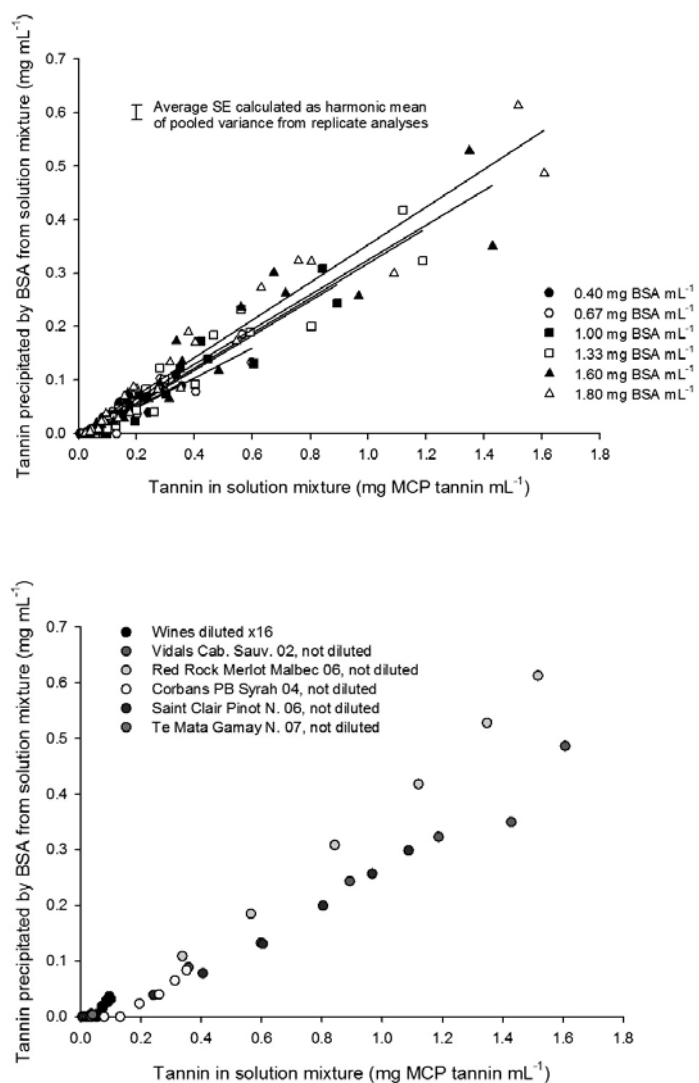 Tannin precipitated by BSA from solution mixture (mg mL⁻¹)
0.7
0.6
0.5
0.4
0.3
0.2
0.1
0.0
Average SE calculated as harmonic mean
of pooled variance from replicate analyses
0.40 mg BSA mL⁻¹
0.67 mg BSA mL⁻¹
1.00 mg BSA mL⁻¹
1.33 mg BSA mL⁻¹
1.60 mg BSA mL⁻¹
1.80 mg BSA mL⁻¹
0.0 0.2 0.4 0.6 0.8 1.0 1.2 1.4 1.6 1.8
Tannin in solution mixture (mg MCP tannin mL⁻¹)
Tannin precipitated by BSA from solution mixture (mg mL⁻¹)
0.7
0.6
0.5
0.4
0.3
0.2
0.1
0.0
Wines diluted x16
Vidals Cab. Sauv. 02, not diluted
Red Rock Merlot Malbec 06, not diluted
Corbans PB Syrah 04, not diluted
Saint Clair Pinot N. 06, not diluted
Te Mata Gamay N. 07, not diluted
0.0 0.2 0.4 0.6 0.8 1.0 1.2 1.4 1.6 1.8
Tannin in solution mixture (mg MCP tannin mL⁻¹)